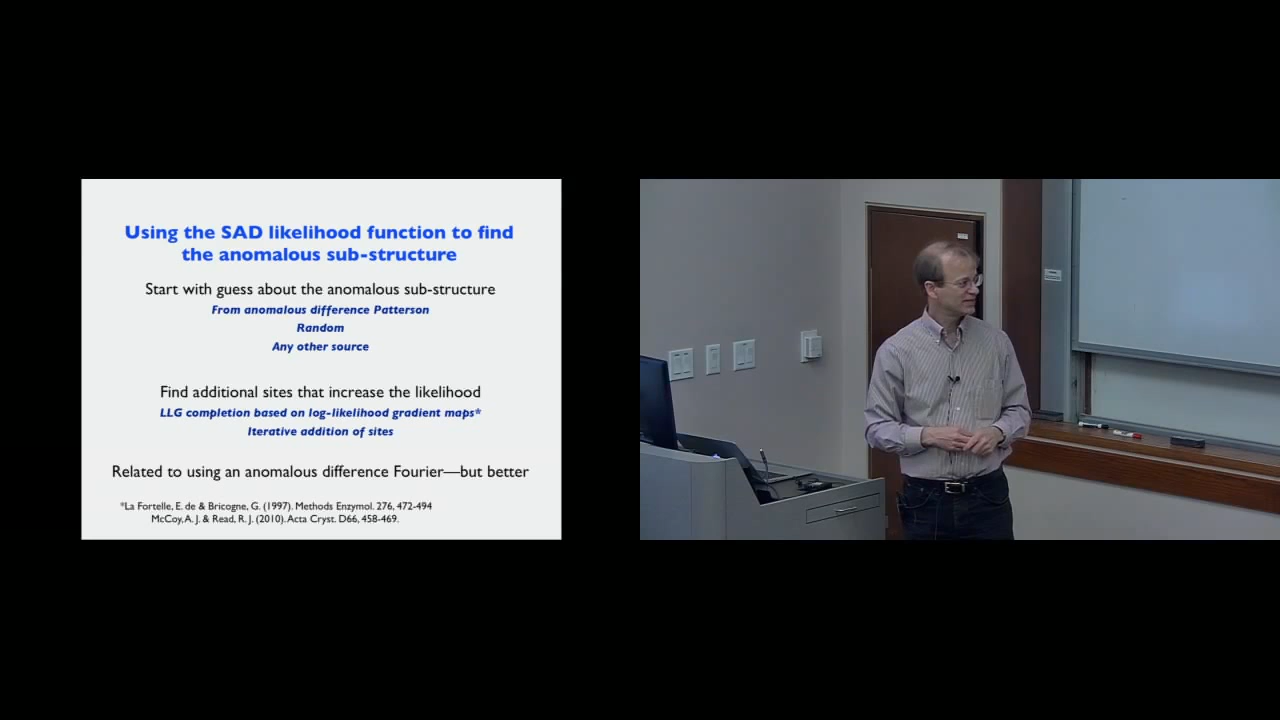 Using the SAD likelihood function to find
the anomalous sub-structure
Start with guess about the anomalous sub-structure
From anomalous difference Patterson
Random
Any other source
Find additional sites that increase the likelihood
LLG completion based on log-likelihood gradient maps*
Iterative addition of sites
Related to using an anomalous difference Fourier—but better
*La Fortelle, E. de & Bricogne, G. (1997). Methods Enzymol. 276, 472-494
McCoy, A. J. & Read, R. J. (2010). Acta Cryst. D66, 458-469.